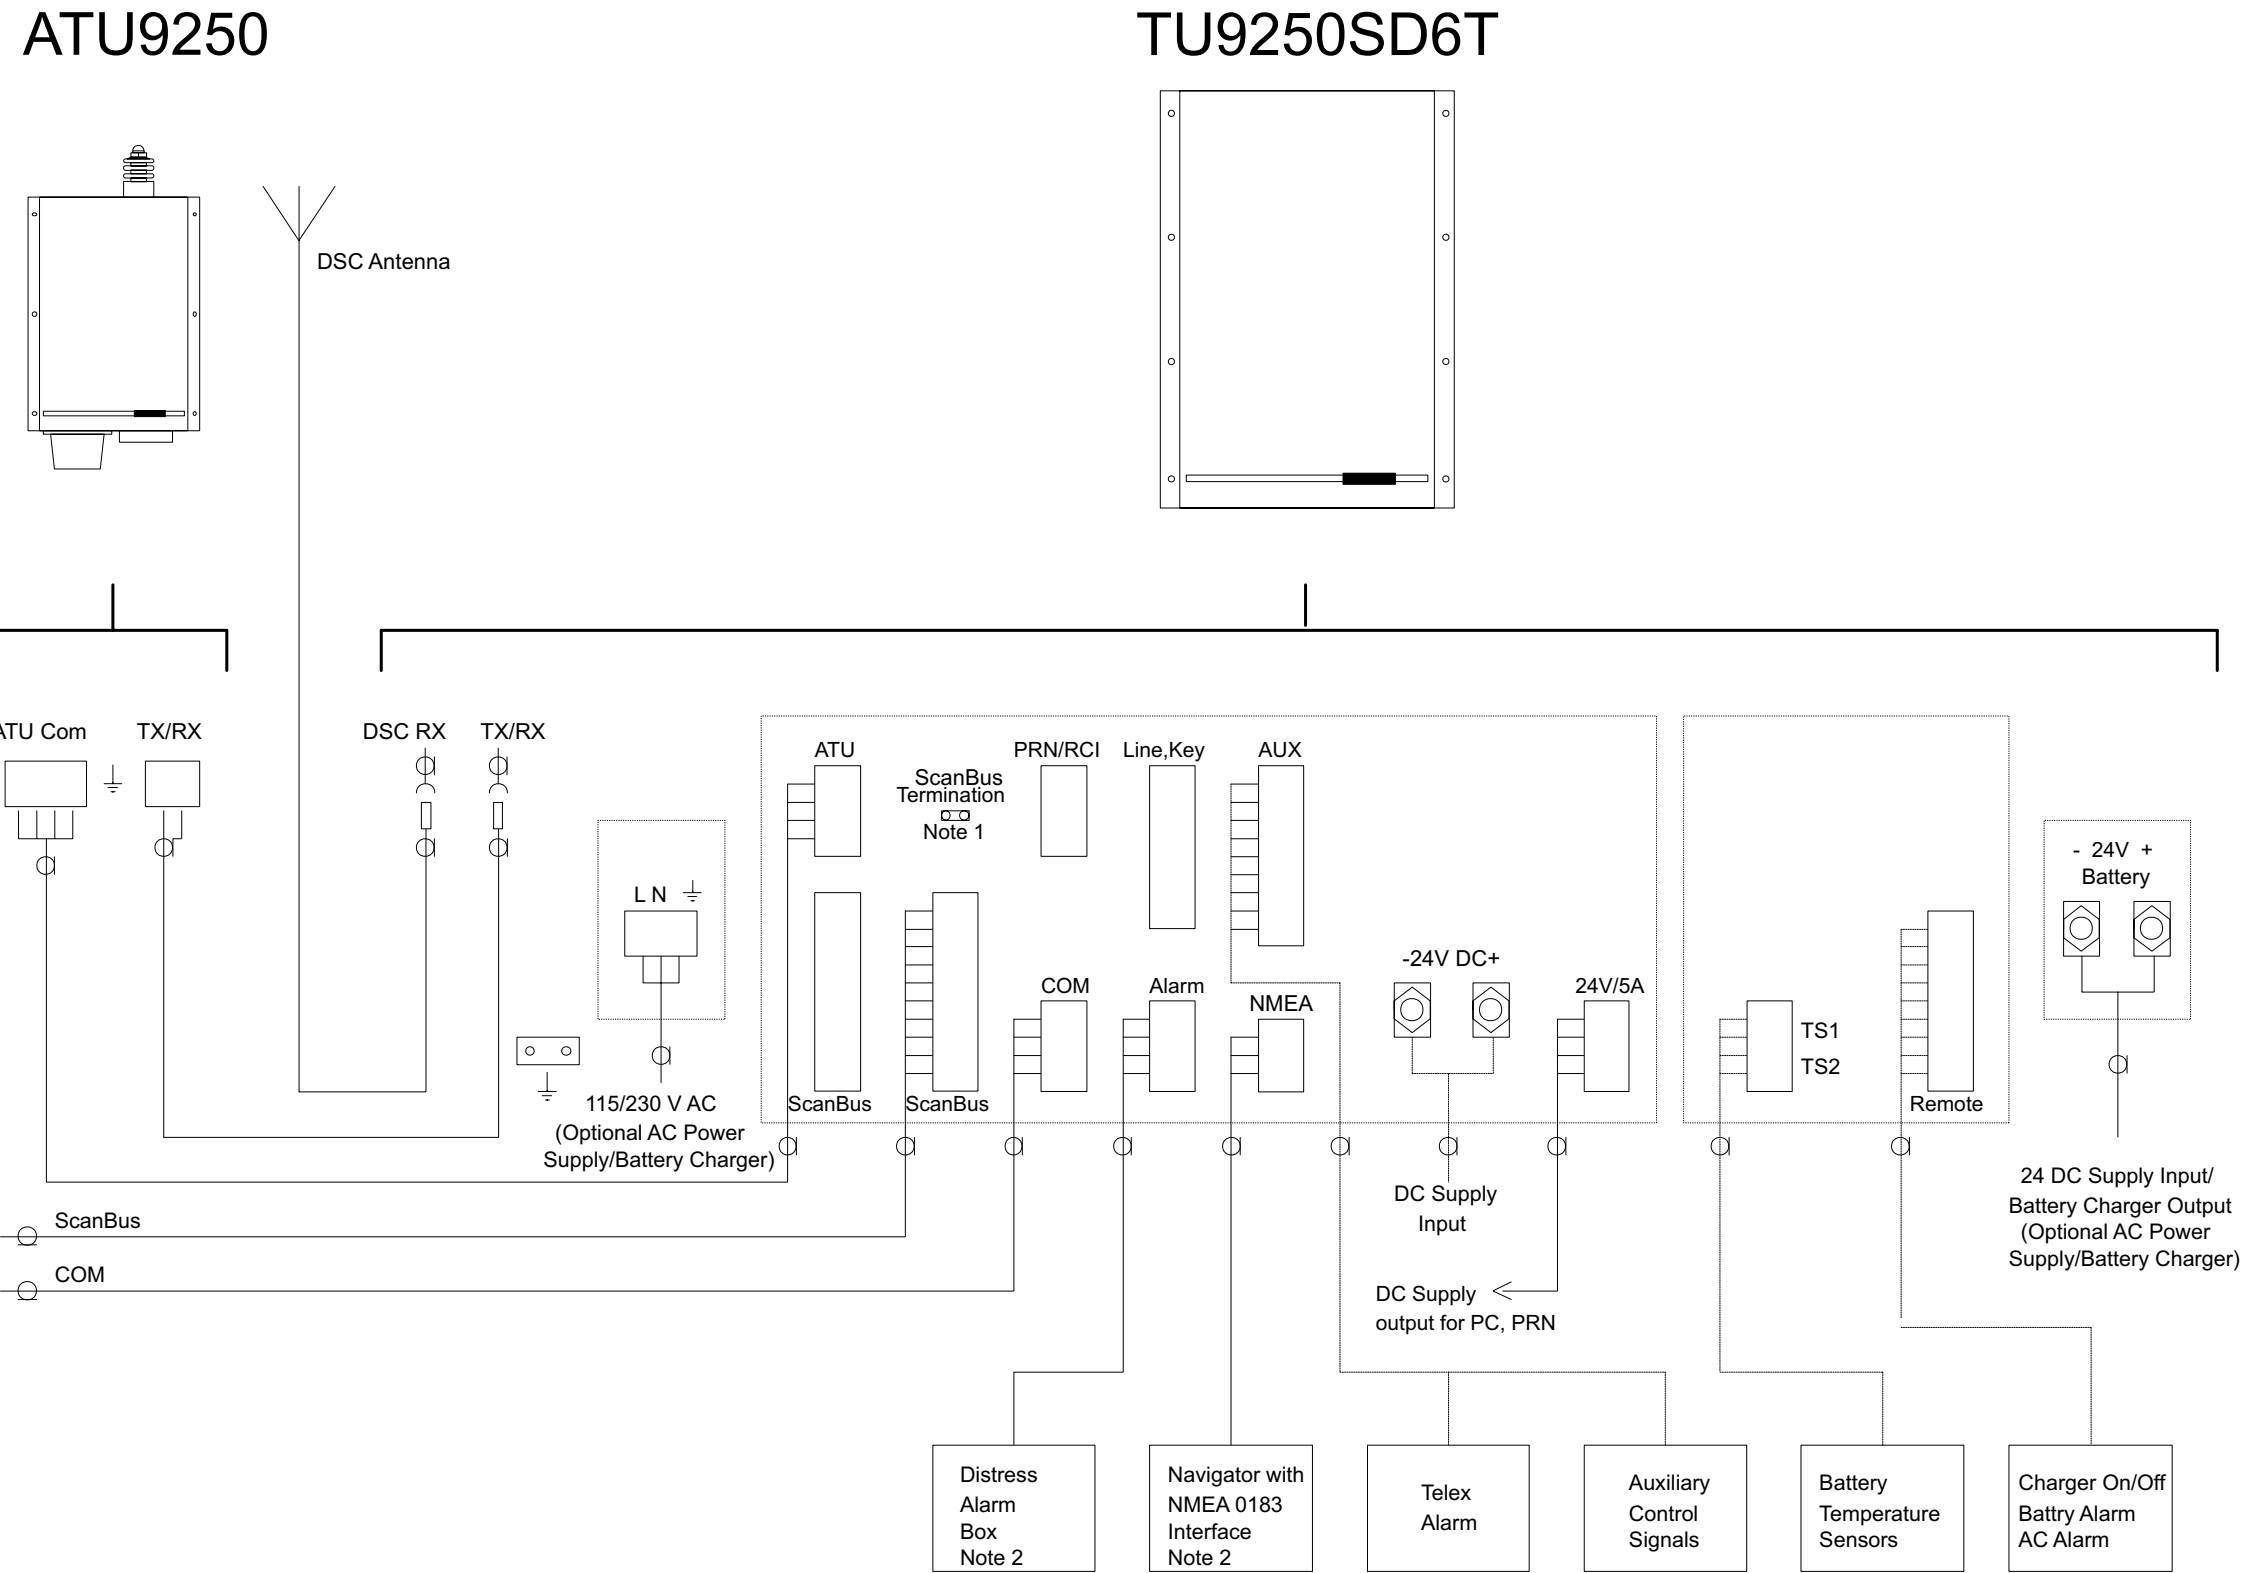 ATU9250
TU9250SD6T
DSC Antenna
ATU Com
TX/RX
DSC RX
TX/RX
L N
115/230 V AC
(Optional AC Power
Supply/Battery Charger)
ATU
ScanBus
Termination
Note 1
PRN/RCI
Line,Key
AUX
ScanBus
ScanBus
COM
Alarm
NMEA
-24V DC+
24V/5A
TS1
TS2
Remote
- 24V +
Battery
DC Supply
Input
DC Supply
output for PC, PRN
24 DC Supply Input/
Battery Charger Output
(Optional AC Power
Supply/Battery Charger)
ScanBus
COM
Distress
Alarm
Box
Note 2
Navigator with
NMEA 0183
Interface
Note 2
Telex
Alarm
Auxiliary
Control
Signals
Battery
Temperature
Sensors
Charger On/Off
Battry Alarm
AC Alarm